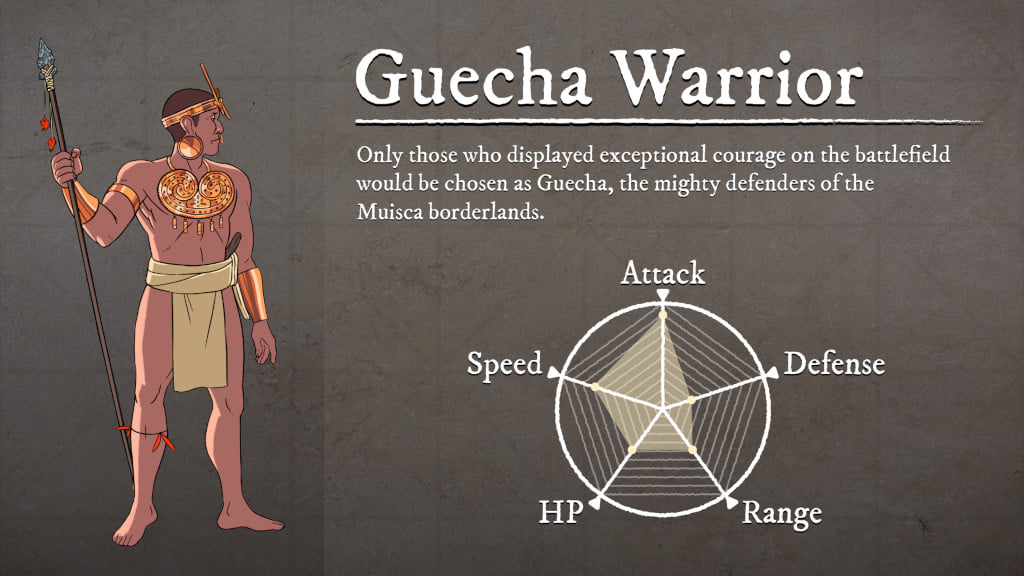 Guecha Warrior
Only those who displayed exceptional courage on the battlefield
would be chosen as Guecha, the mighty defenders of the
Muisca borderlands.
Attack
Speed
Defense
HP
Range